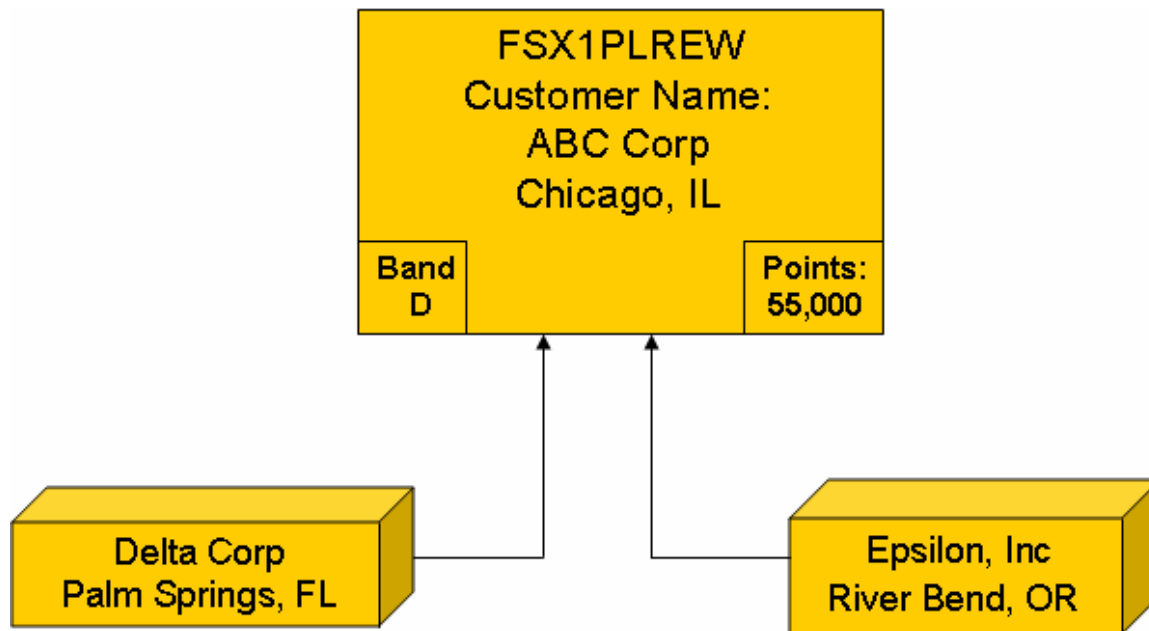 FSX1PLREW
Customer Name:
ABC Corp
Chicago, IL
Band
D
Points:
55,000
Delta Corp
Palm Springs, FL
Epsilon, Inc
River Bend, OR